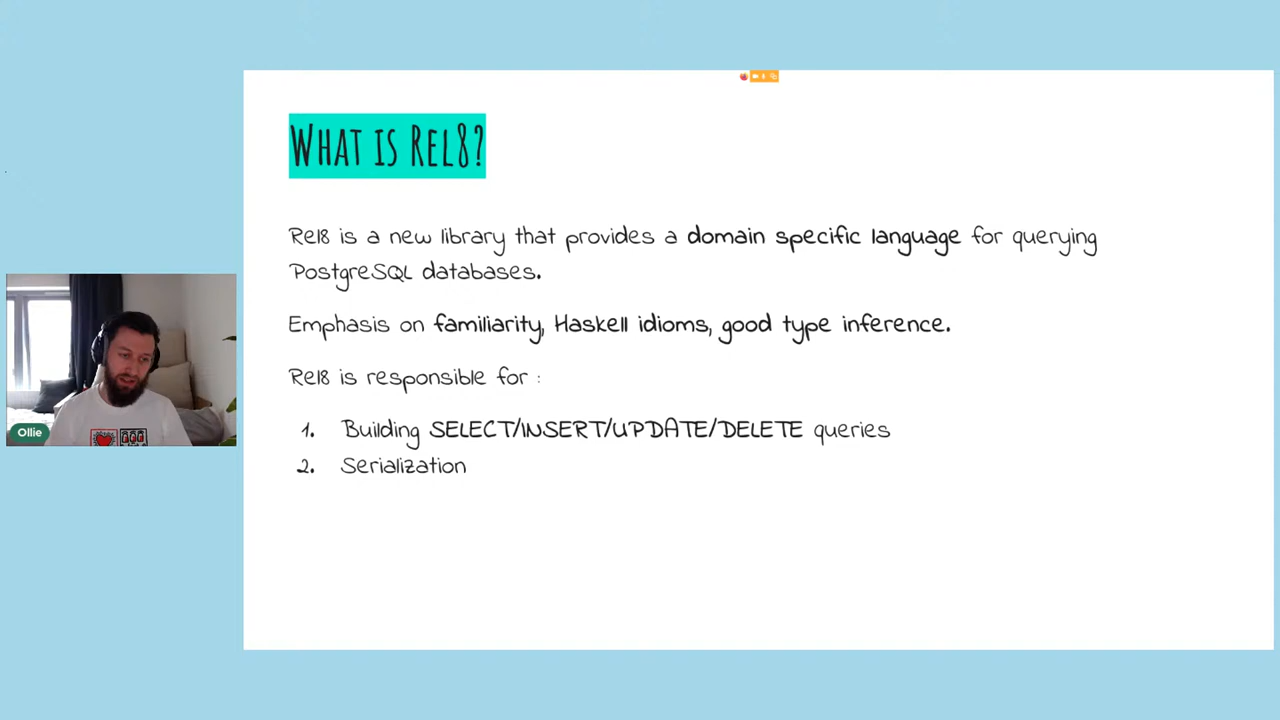 What is Rel8?
Rel8 is a new library that provides a domain specific language for querying
PostgreSQL databases.
Emphasis on familiarity, Haskell idioms, good type inference.
Rel8 is responsible for :
1. Building SELECT/INSERT/UPDATE/DELETE queries
2. Serialization
Ollie